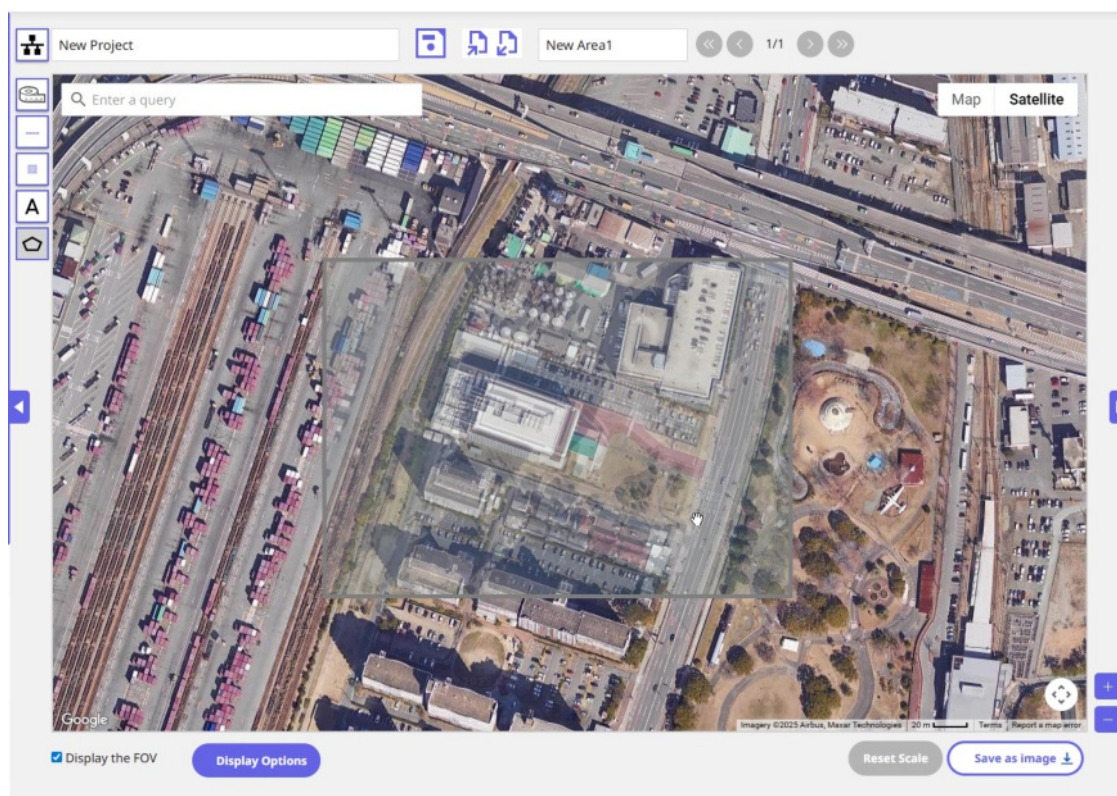 New Project
New Area1
1/1
Enter a query
Map
Satellite
A
Google
Imagery ©2025 Airbus, Maxar Technologies
20 m
Terms
Report a map error
Display the FOV
Display Options
Reset Scale
Save as image